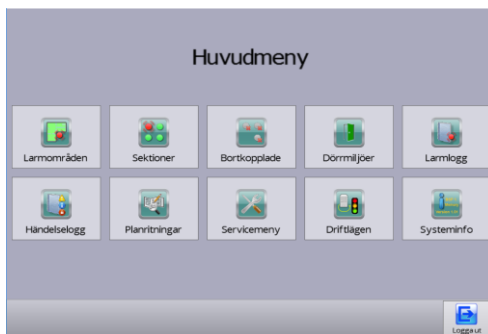 Huvudmeny
Larmområden
Sektioner
Bortkopplade
Dörrmiljöer
Larmlogg
Händelselogg
Planritningar
Servicemeny
Driftlägen
Systeminfo
Logga ut